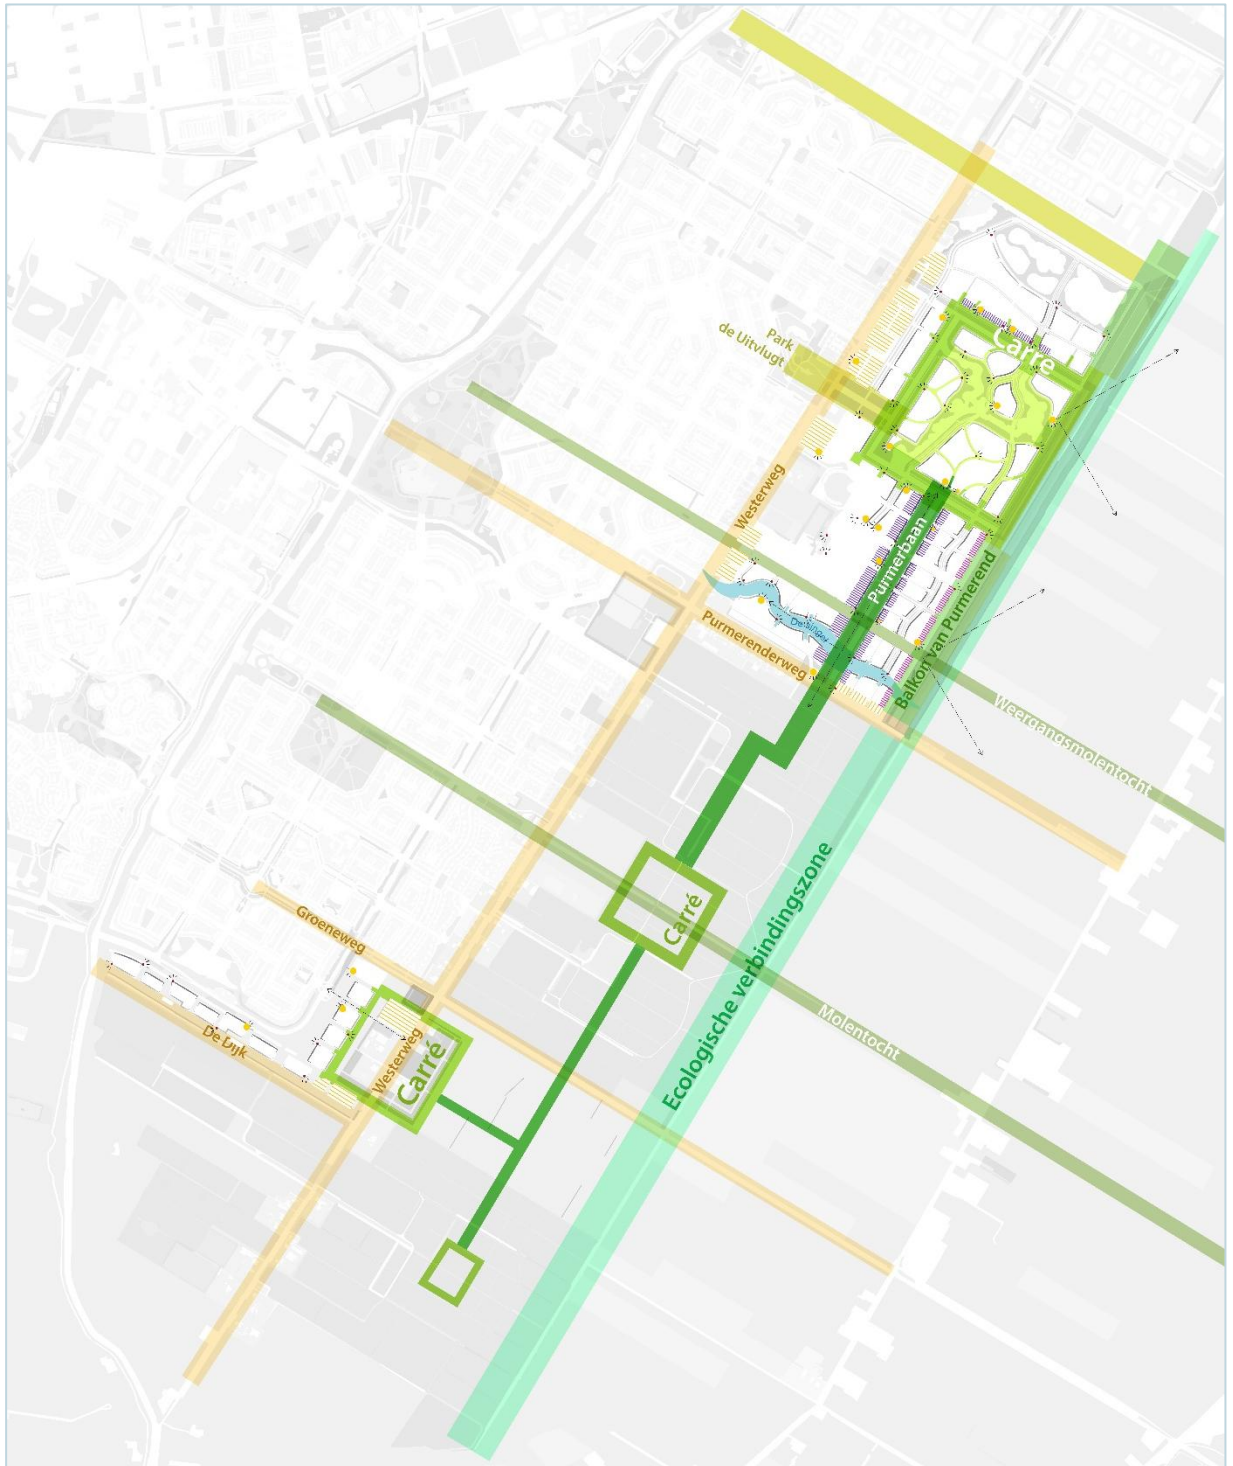 Carré
Park
de Uitvlugt
Westerweg
Purmerbaan
De Singel
Purmerenderweg
Balkon van Purmerend
Weergangsmolentocht
Carré
Ecologische verbindingszone
Groeneweg
Molentocht
De Dijk
Westerweg
Carré